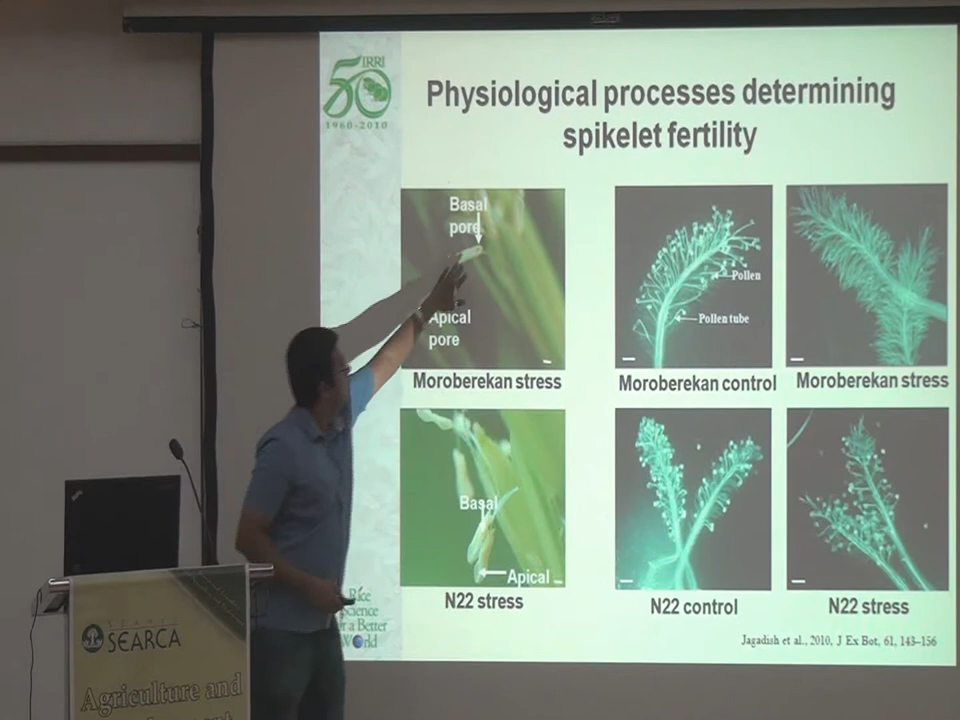 IRRI
50
1960-2010
Physiological processes determining
spikelet fertility
Basal
pore
Apical
pore
Moroberekan stress
Pollen
Pollen tube
Moroberekan control
Moroberekan stress
Basal
Apical
N22 stress
N22 control
N22 stress
Rice
Science
for a Better
World
Jagadish et al., 2010, J Ex Bot, 61, 143–156
SEARCA
Agriculture and